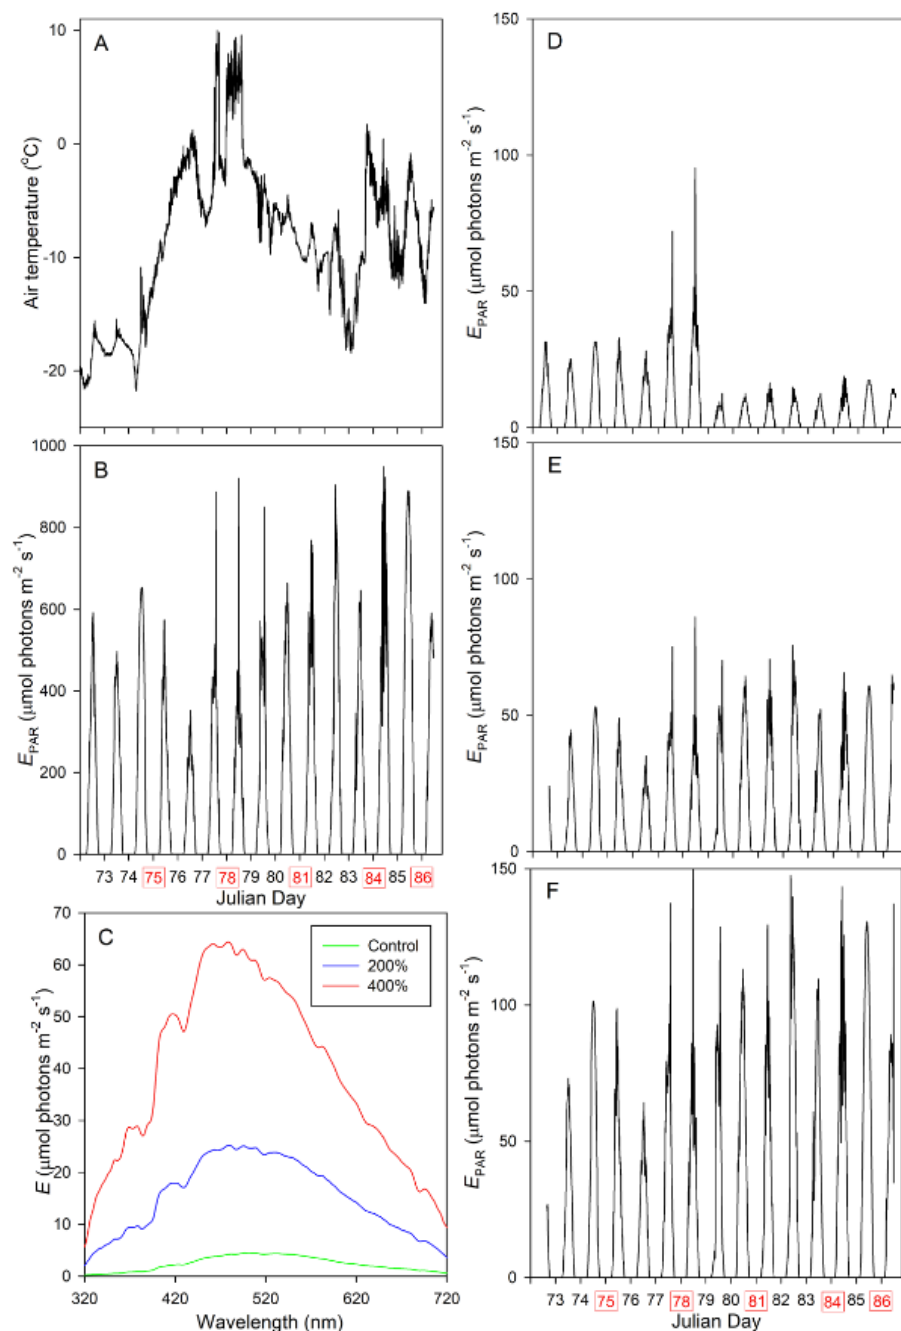 A
Air temperature (°C)
10
0
-10
-20
B
E_PAR (μmol photons m⁻² s⁻¹)
1000
800
600
400
200
0
73 74 75 76 77 78 79 80 81 82 83 84 85 86
Julian Day
C
E (μmol photons m⁻² s⁻¹)
70
60
50
40
30
20
10
0
Control
200%
400%
320 420 520 620 720
Wavelength (nm)
D
E_PAR (μmol photons m⁻² s⁻¹)
150
100
50
0
E
E_PAR (μmol photons m⁻² s⁻¹)
150
100
50
0
F
E_PAR (μmol photons m⁻² s⁻¹)
150
100
50
0
73 74 75 76 77 78 79 80 81 82 83 84 85 86
Julian Day